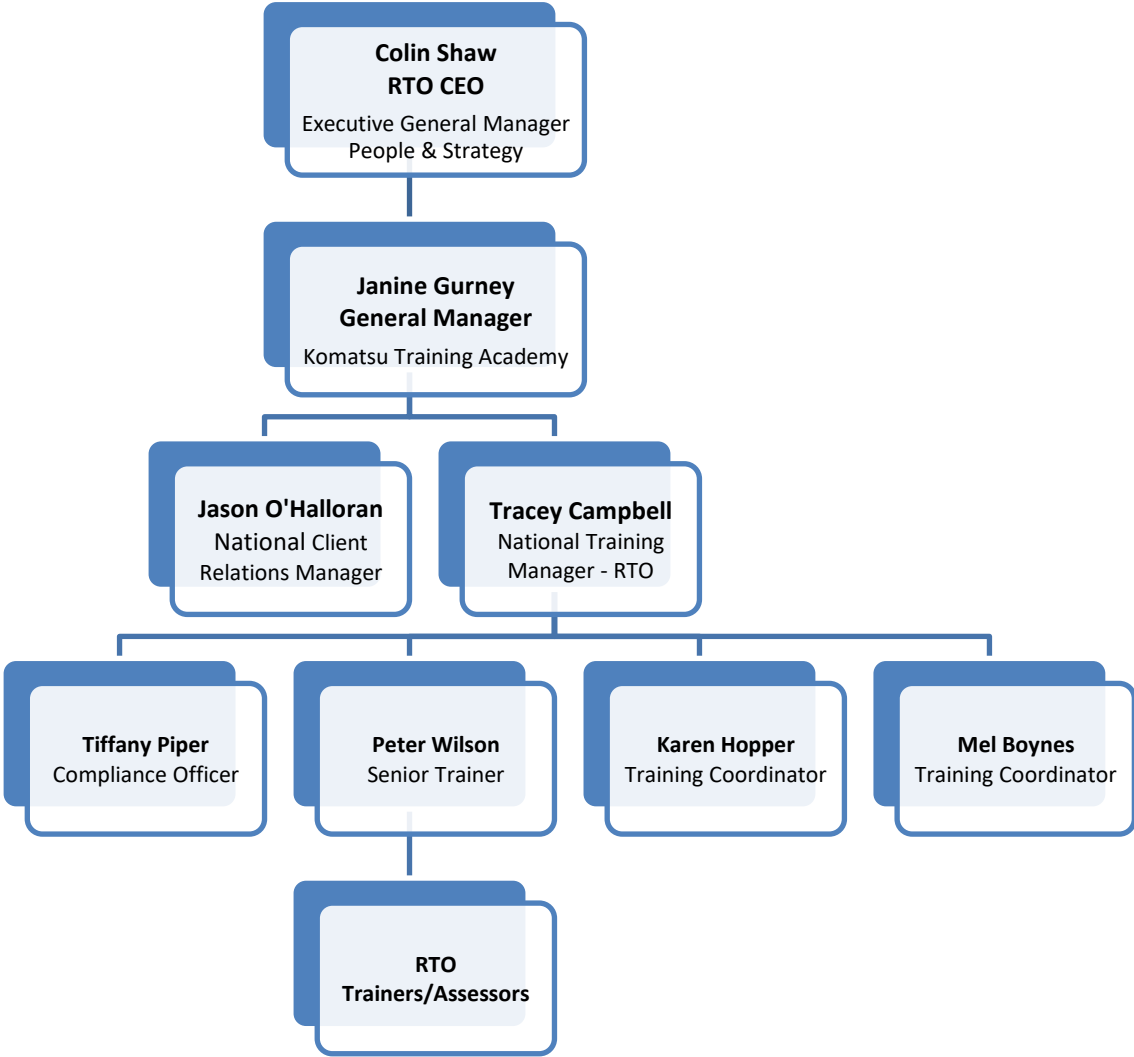 Colin Shaw
RTO CEO
Executive General Manager
People & Strategy
Janine Gurney
General Manager
Komatsu Training Academy
Jason O'Halloran
National Client
Relations Manager
Tracey Campbell
National Training
Manager - RTO
Tiffany Piper
Compliance Officer
Peter Wilson
Senior Trainer
Karen Hopper
Training Coordinator
Mel Boynes
Training Coordinator
RTO
Trainers/Assessors